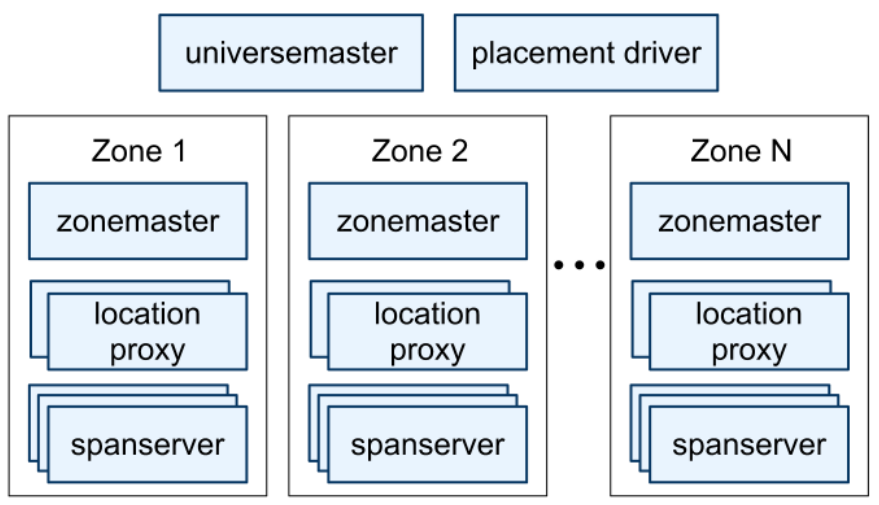 universemaster
placement driver
Zone 1
zonemaster
location
proxy
spanserver
Zone 2
zonemaster
location
proxy
spanserver
...
Zone N
zonemaster
location
proxy
spanserver